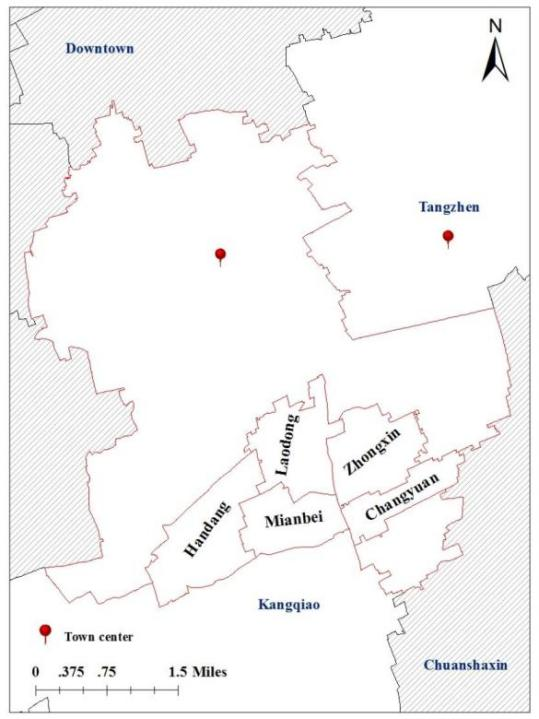 Downtown
N
Tangzhen
Laodong
Zhongxin
Changyuan
Handang
Mianbei
Kangqiao
Town center
Chuanshaxin
0 .375 .75 1.5 Miles